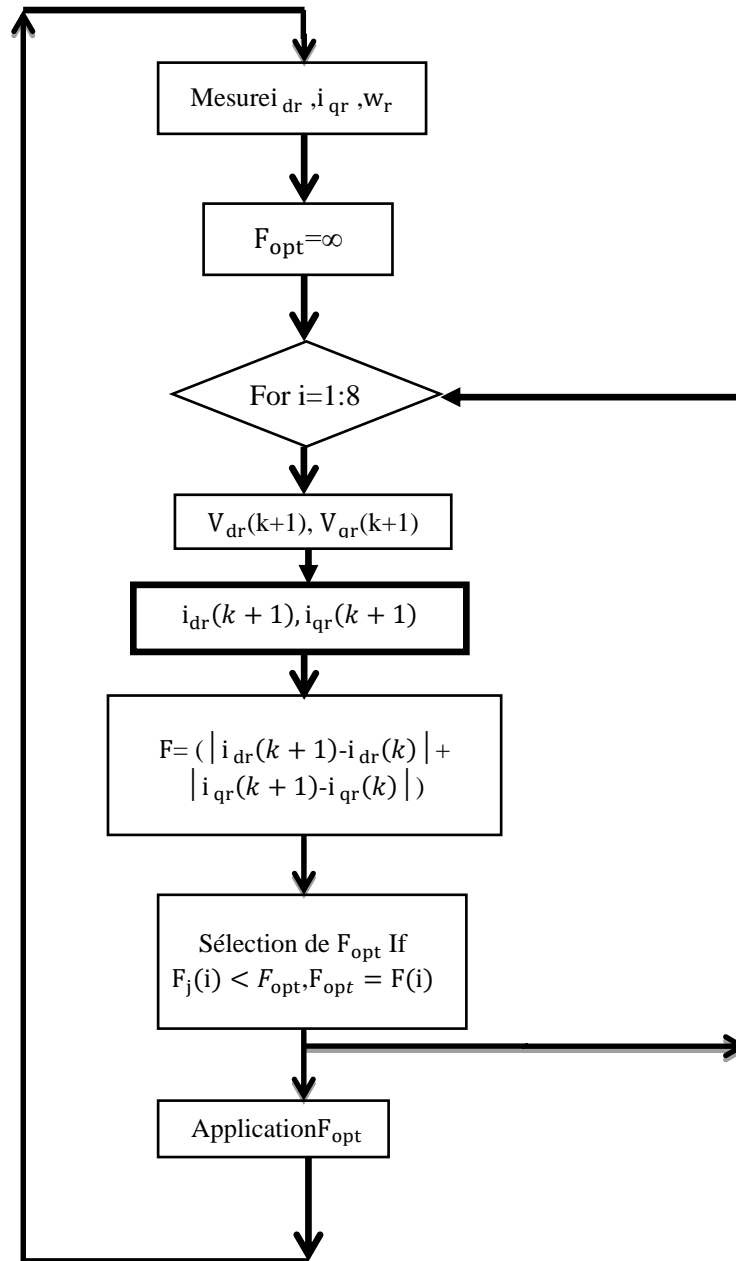 Mesurei dr ,i qr ,wr
Fopt=∞
For i=1:8
Vdr(k+1), Vqr(k+1)
idr(k + 1), iqr(k + 1)
F= (|i dr(k + 1)-i dr(k)|+
|i qr(k + 1)-i qr(k)|)
Sélection de Fopt If
Fj(i) < Fopt,Fopt = F(i)
ApplicationFopt